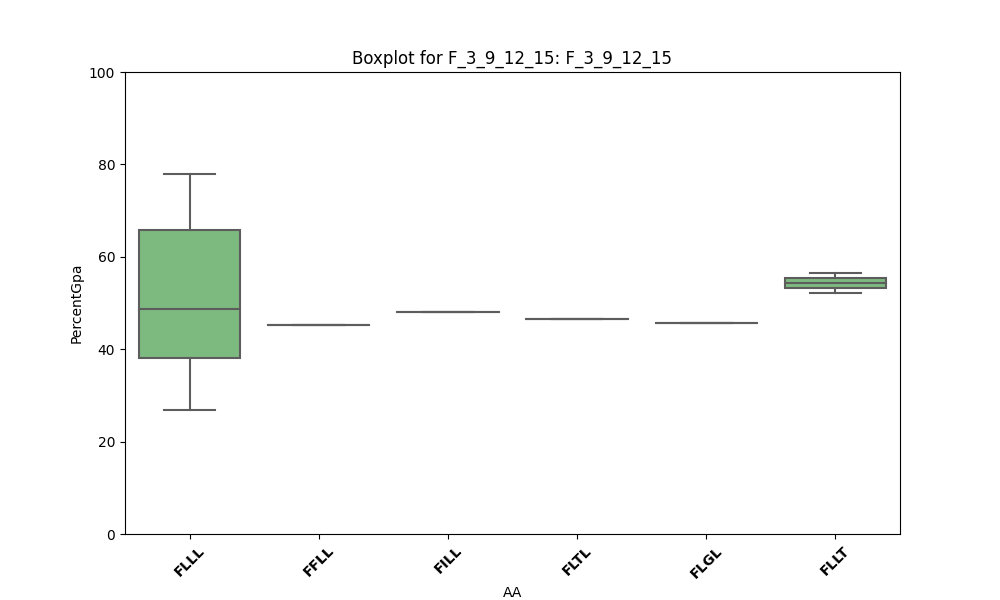 Boxplot for F_3_9_12_15: F_3_9_12_15
100
80
60
40
20
0
PercentGpa
FLLL
FFLL
FILL
FLTL
FLGL
FLLT
AA